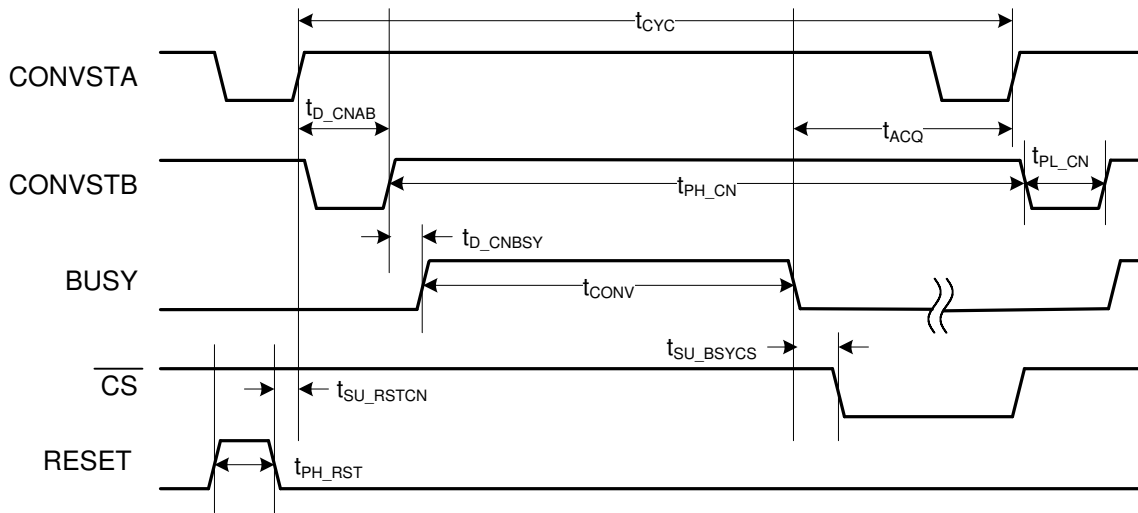 tCYC
CONVSTA
tD_CNAB
tACQ
tPL_CN
CONVSTB
tPH_CN
tD_CNBSY
BUSY
tCONV
tSU_BSYCS
CS
tSU_RSTCN
RESET
tPH_RST